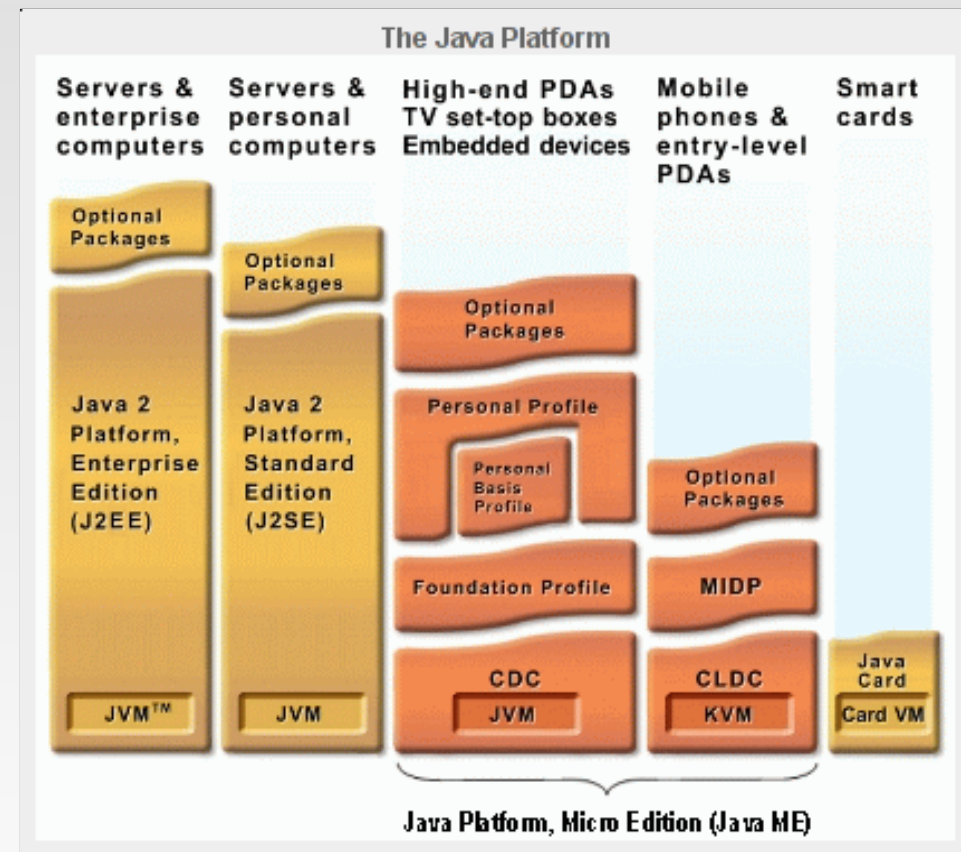 The Java Platform
Servers &
enterprise
computers
Servers &
personal
computers
High-end PDAs
TV set-top boxes
Embedded devices
Mobile
phones &
entry-level
PDAs
Smart
cards
Optional
Packages
Java 2
Platform,
Enterprise
Edition
(J2EE)
JVM™
Optional
Packages
Java 2
Platform,
Standard
Edition
(J2SE)
JVM
Optional
Packages
Personal Profile
Personal
Basis
Profile
Foundation Profile
CDC
JVM
Optional
Packages
MIDP
CLDC
KVM
Java
Card
Card VM
Java Platform, Micro Edition (Java ME)